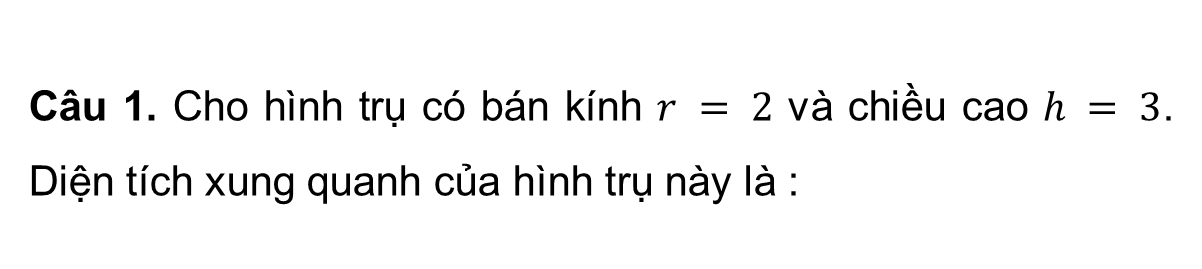 Câu 1. Cho hình trụ có bán kính r = 2 và chiều cao h = 3.
Diện tích xung quanh của hình trụ này là :